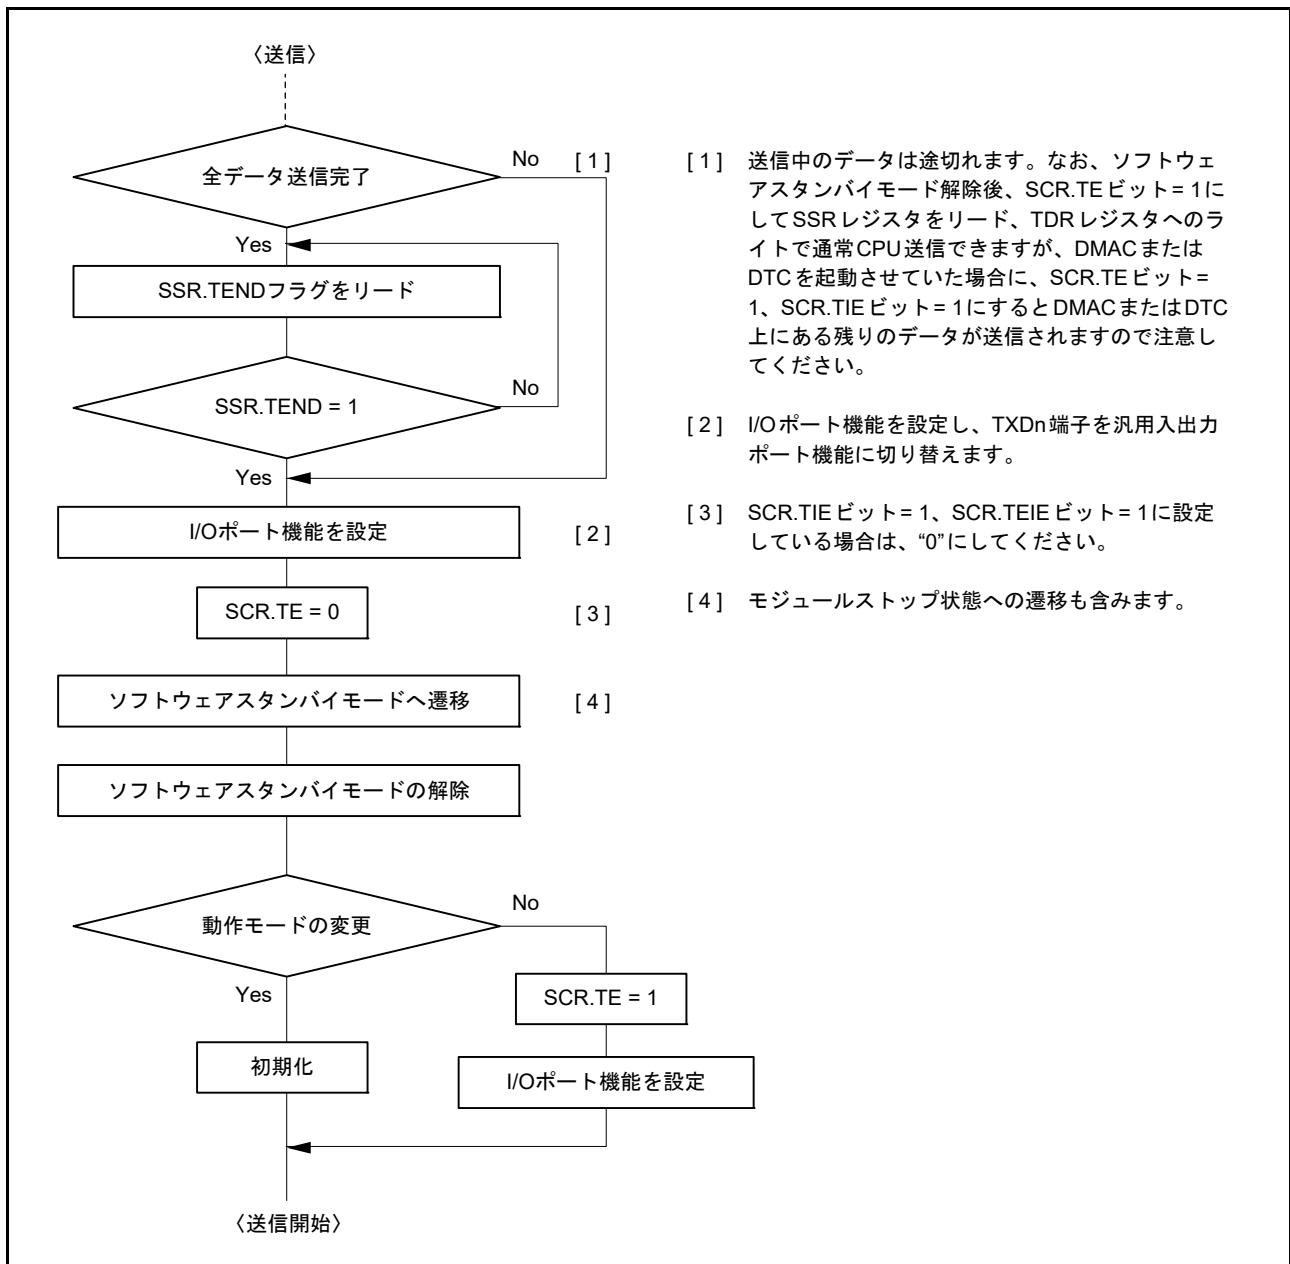 〈送信〉
全データ送信完了
No
[ 1 ]
Yes
SSR.TENDフラグをリード
SSR.TEND = 1
No
Yes
I/Oポート機能を設定
[ 2 ]
SCR.TE = 0
[ 3 ]
ソフトウェアスタンバイモードへ遷移
[ 4 ]
ソフトウェアスタンバイモードの解除
動作モードの変更
No
Yes
SCR.TE = 1
初期化
I/Oポート機能を設定
〈送信開始〉
[ 1 ] 送信中のデータは途切れます。なお、ソフトウェ
アスタンバイモード解除後、SCR.TEビット= 1に
してSSRレジスタをリード、TDRレジスタへのラ
イトで通常CPU送信できますが、DMACまたは
DTCを起動させていた場合に、SCR.TEビット=
1、SCR.TIEビット= 1にするとDMACまたはDTC
上にある残りのデータが送信されますので注意し
てください。
[ 2 ] I/Oポート機能を設定し、TXDn端子を汎用入出力
ポート機能に切り替えます。
[ 3 ] SCR.TIEビット= 1、SCR.TEIEビット= 1に設定
している場合は、“0”にしてください。
[ 4 ] モジュールストップ状態への遷移も含みます。